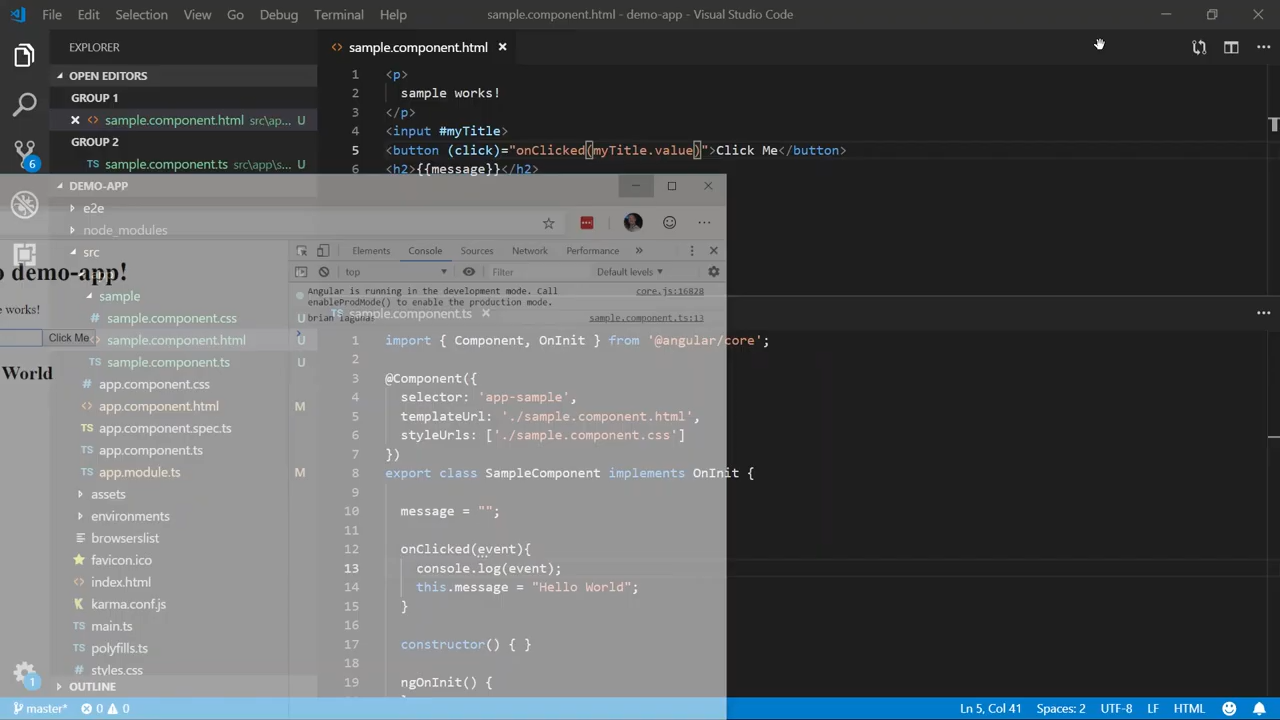 File Edit Selection View Go Debug Terminal Help sample.component.html - demo-app - Visual Studio Code
EXPLORER
OPEN EDITORS
GROUP 1
sample.component.html src\ap... U
GROUP 2
sample.component.ts src\app\s... U
DEMO-APP
e2e
node_modules
src
sample
sample.component.css U
sample.component.html U
sample.component.ts U
app.component.css
app.component.html M
app.component.spec.ts
app.component.ts
app.module.ts M
assets
environments
browserslist
favicon.ico
index.html
karma.conf.js
main.ts
polyfills.ts
styles.css
OUTLINE
6
1
sample.component.html
1 <p>
2 sample works!
3 </p>
4 <input #myTitle>
5 <button (click)="onClicked(myTitle.value)">Click Me</button>
6 <h2>{{message}}</h2>
o demo-app!
e works!
Click Me
World
Elements Console Sources Network Performance »
top Filter Default levels
Angular is running in the development mode. Call core.js:16828
enableProdMode() to enable the production mode.
brian lagunas sample.component.ts:13
sample.component.ts
1 import { Component, OnInit } from '@angular/core';
2
3 @Component({
4 selector: 'app-sample',
5 templateUrl: './sample.component.html',
6 styleUrls: ['./sample.component.css']
7 })
8 export class SampleComponent implements OnInit {
9
10 message = "";
11
12 onClicked(event){
13 console.log(event);
14 this.message = "Hello World";
15 }
16
17 constructor() { }
18
19 ngOnInit() {
master* 0 0 Ln 5, Col 41 Spaces: 2 UTF-8 LF HTML